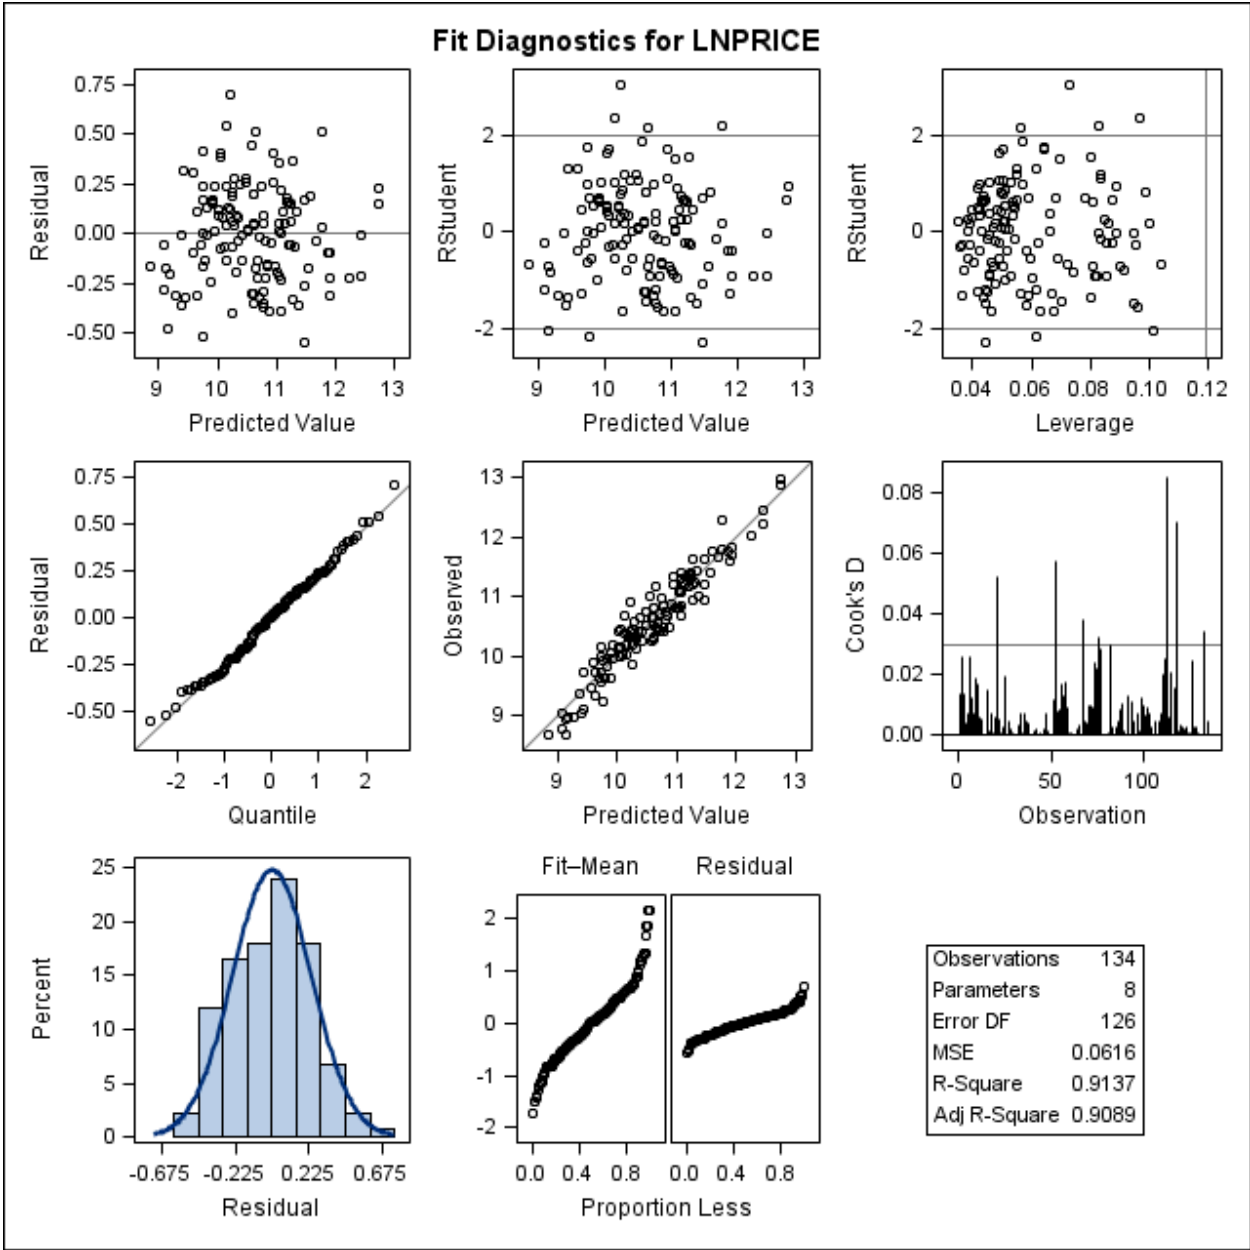 Fit Diagnostics for LNPRICE
0.75
0.50
0.25
0.00
-0.25
-0.50
Residual
9 10 11 12 13
Predicted Value
2
0
-2
RStudent
9 10 11 12 13
Predicted Value
2
0
-2
RStudent
0.04 0.06 0.08 0.10 0.12
Leverage
0.75
0.50
0.25
0.00
-0.25
-0.50
Residual
-2 -1 0 1 2
Quantile
13
12
11
10
9
Observed
9 10 11 12 13
Predicted Value
0.08
0.06
0.04
0.02
0.00
Cook's D
0 50 100
Observation
25
20
15
10
5
0
Percent
-0.675 -0.225 0.225 0.675
Residual
Fit–Mean Residual
2
1
0
-1
-2
0.0 0.4 0.8 0.0 0.4 0.8
Proportion Less
Observations 134
Parameters 8
Error DF 126
MSE 0.0616
R-Square 0.9137
Adj R-Square 0.9089